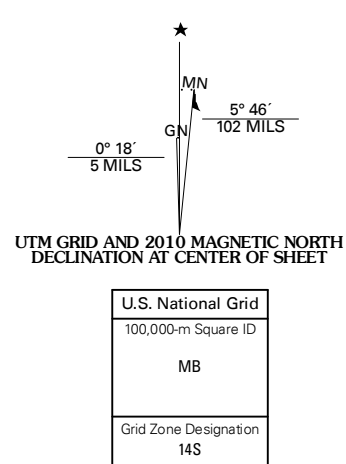 MN
GN
5° 46´
102 MILS
0° 18´
5 MILS
UTM GRID AND 2010 MAGNETIC NORTH
DECLINATION AT CENTER OF SHEET
U.S. National Grid
100,000-m Square ID
MB
Grid Zone Designation
14S